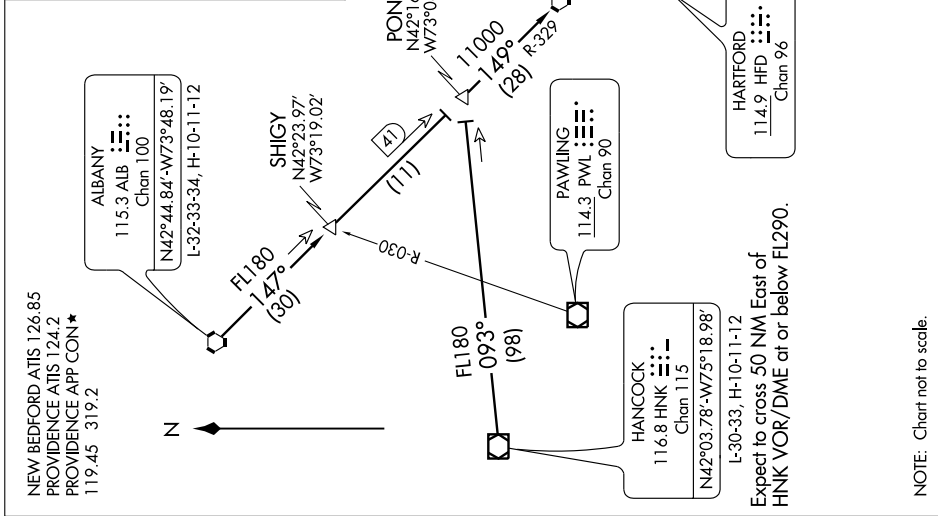 NEW BEDFORD ATIS 126.85
PROVIDENCE ATIS 124.2
PROVIDENCE APP CON★
119.45 319.2
ALBANY
115.3 ALB
Chan 100
N42°44.84'-W73°48.19'
L-32-33-34, H-10-11-12
N
FL180
147°
(30)
SHIGY
N42°23.97'
W73°19.02'
41
(11)
R-030
PON
N42°16
W73°0
11000
149°
(28)
R-329
FL180
093°
(98)
HANCOCK
116.8 HNK
Chan 115
N42°03.78'-W75°18.98'
L-30-33, H-10-11-12
PAWLING
114.3 PWL
Chan 90
HARTFORD
114.9 HFD
Chan 96
Expect to cross 50 NM East of
HNK VOR/DME at or below FL290.
NOTE: Chart not to scale.